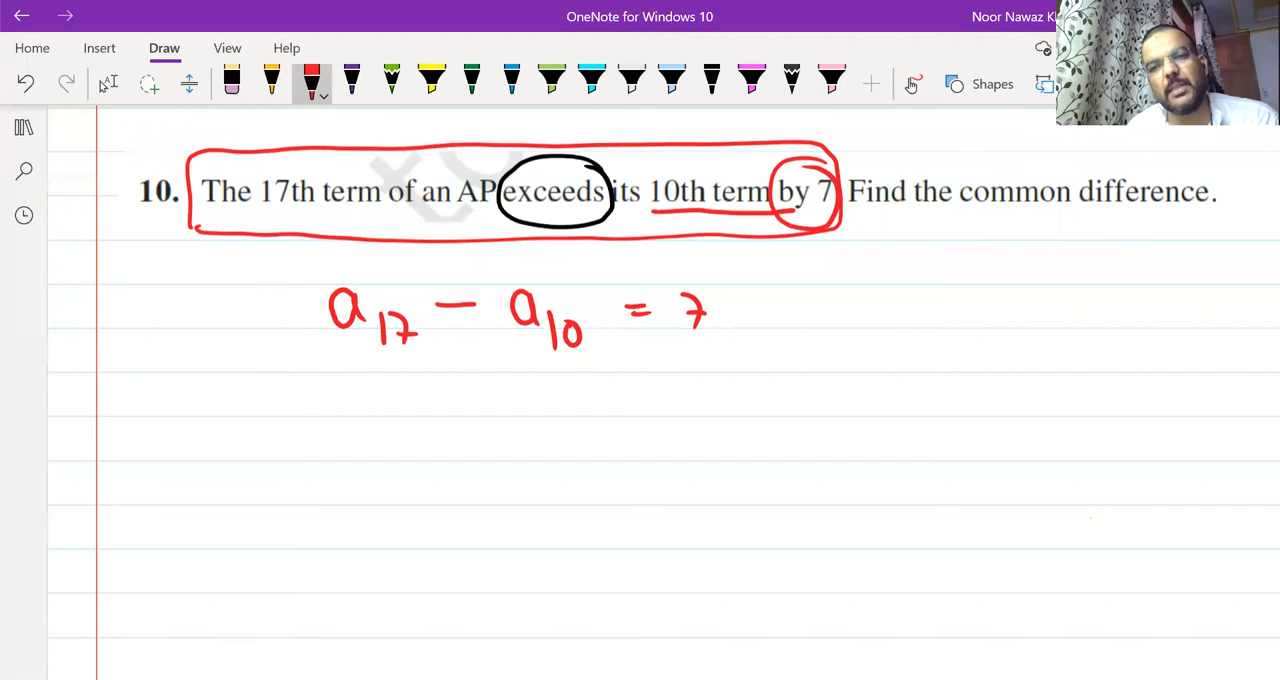 OneNote for Windows 10
Noor Nawaz K
Home Insert Draw View Help
Shapes
10. The 17th term of an AP exceeds its 10th term by 7. Find the common difference.
a₁₇ − a₁₀ = 7